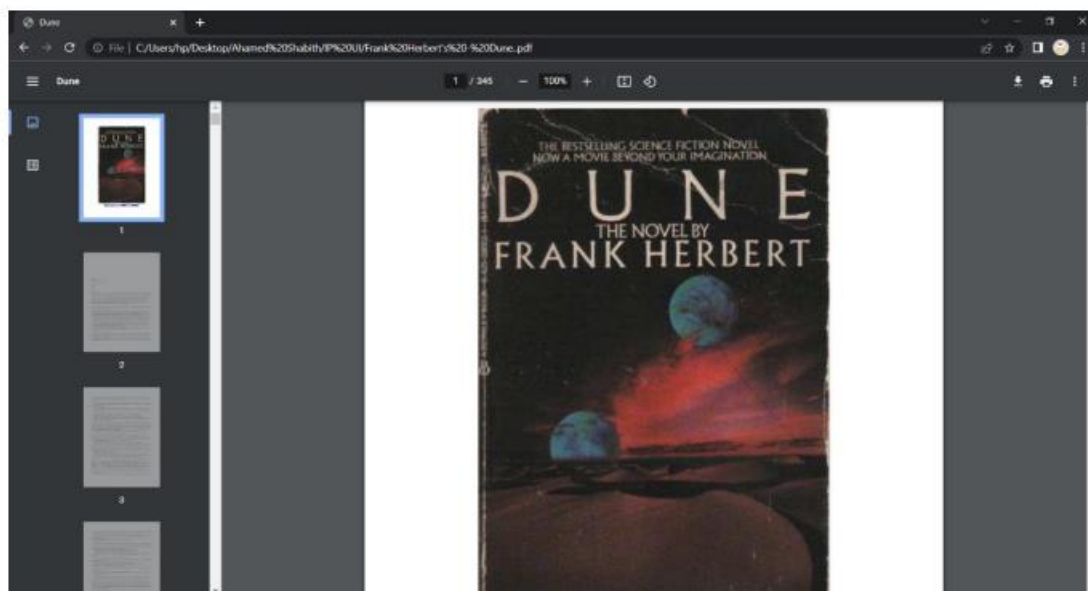 Dune
File | C:/Users/hp/Desktop/Ahamed%20Shabith/IP%20UI/Frank%20Herbert's%20-%20Dune..pdf
Dune
1 / 345
100%
1
2
3
THE BESTSELLING SCIENCE FICTION NOVEL
NOW A MOVIE BEYOND YOUR IMAGINATION
DUNE
THE NOVEL BY
FRANK HERBERT